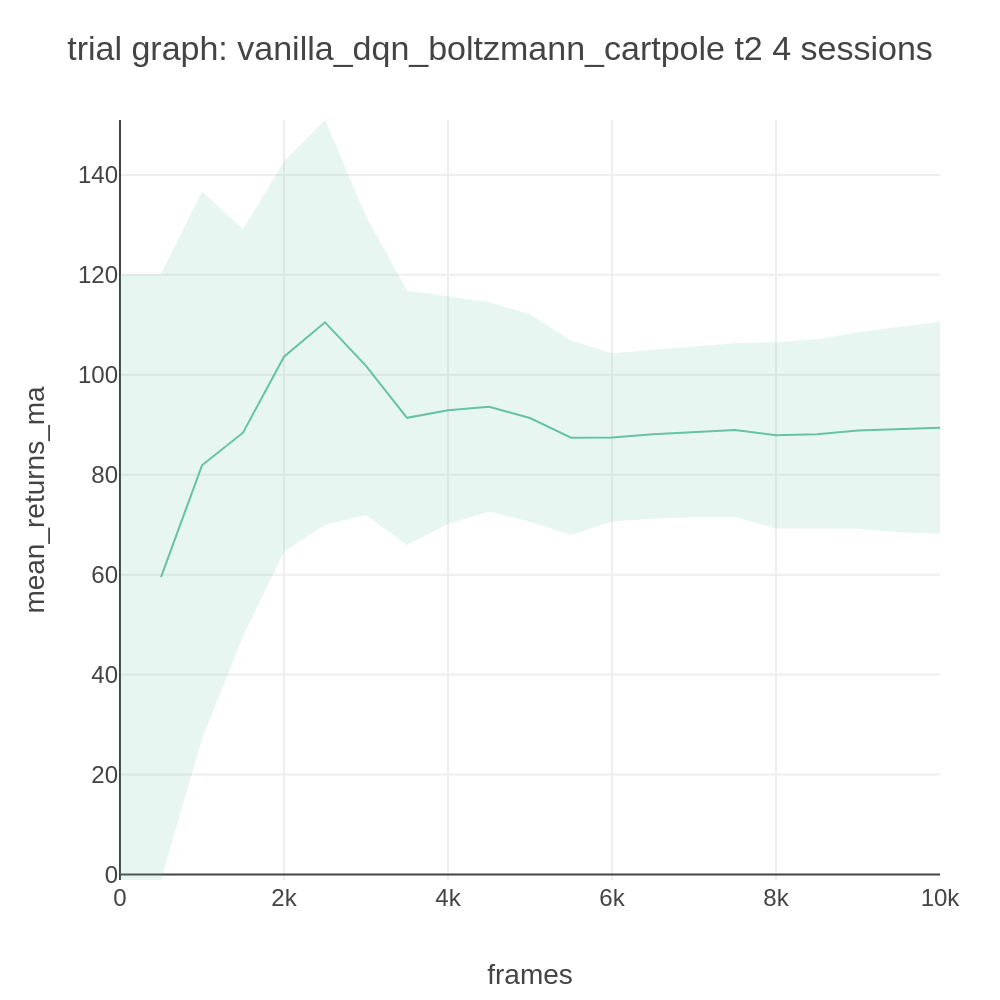 trial graph: vanilla_dqn_boltzmann_cartpole t2 4 sessions
mean_returns_ma
140
120
100
80
60
40
20
0
0 2k 4k 6k 8k 10k
frames